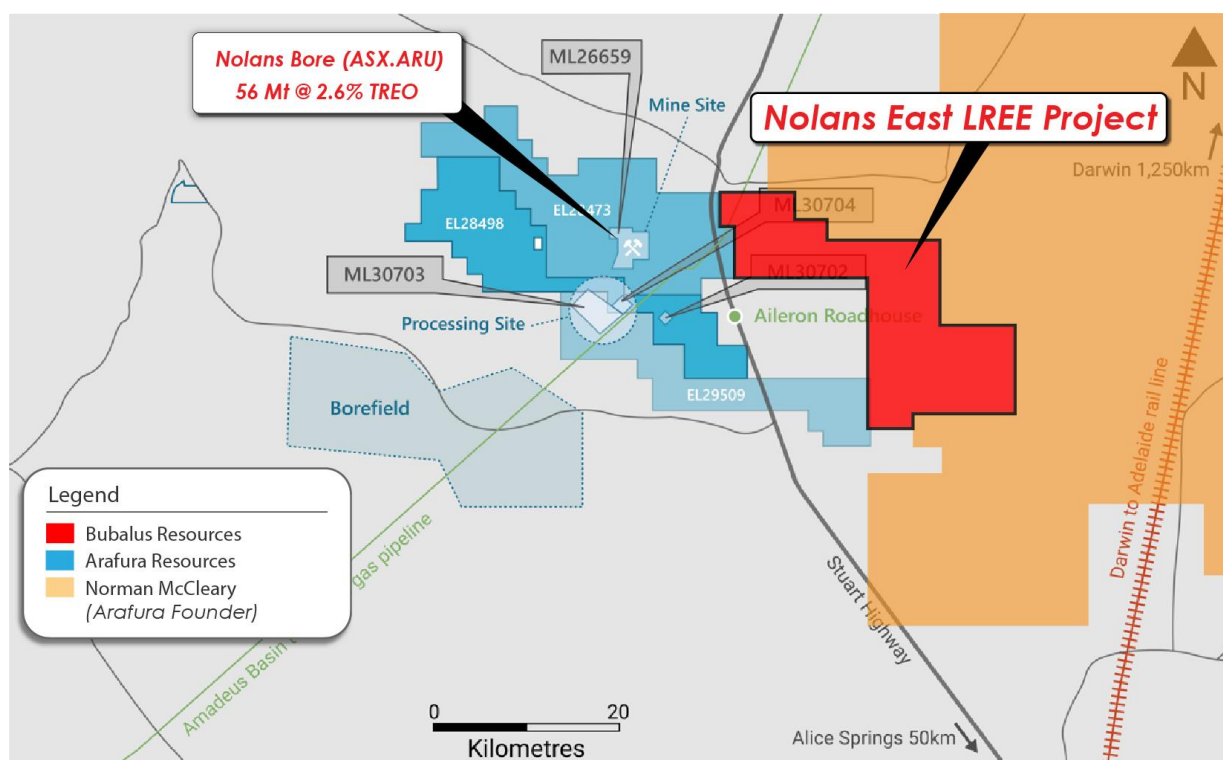 Nolans Bore (ASX.ARU)
56 Mt @ 2.6% TREO
ML26659
Mine Site
Nolans East LREE Project
N
Darwin 1,250km
EL28498
EL28473
ML30704
ML30703
ML30702
Processing Site
Aileron Roadhouse
EL29509
Borefield
Legend
Bubalus Resources
Arafura Resources
Norman McCleary
(Arafura Founder)
Amadeus Basin
gas pipeline
Stuart Highway
Darwin to Adelaide rail line
0 20
Kilometres
Alice Springs 50km